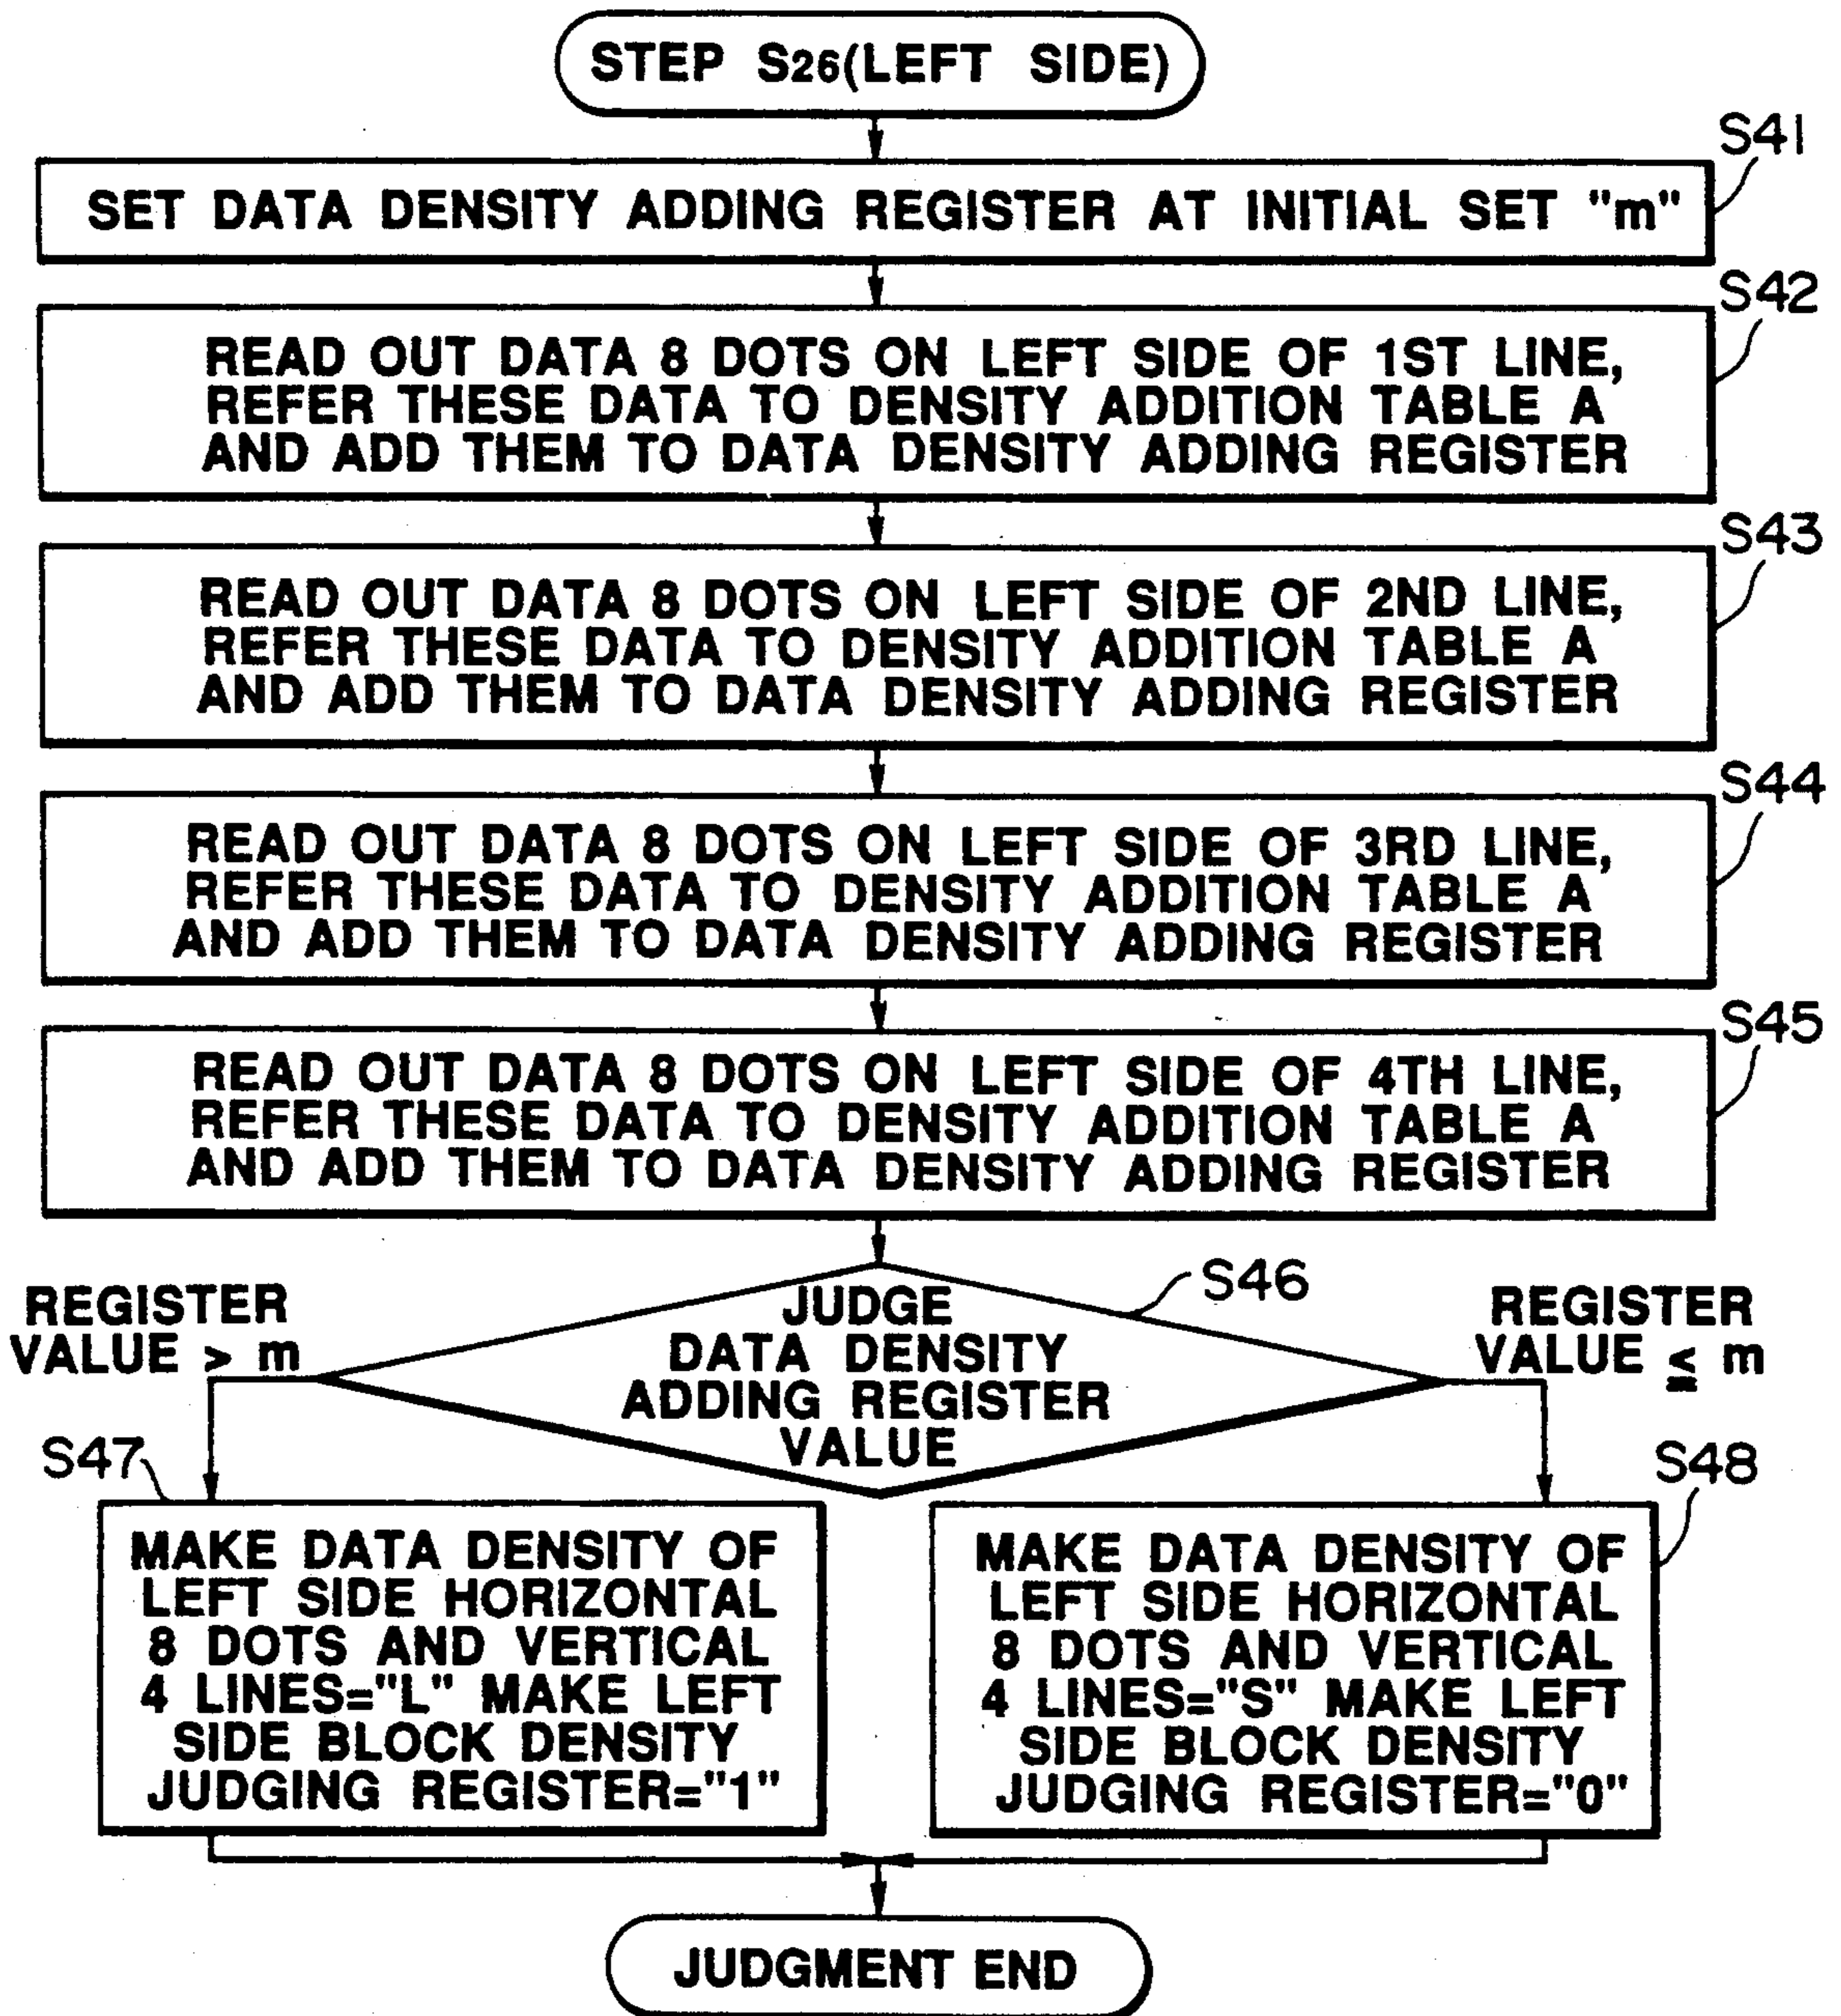 STEP S26(LEFT SIDE)
S41
SET DATA DENSITY ADDING REGISTER AT INITIAL SET "m"
S42
READ OUT DATA 8 DOTS ON LEFT SIDE OF 1ST LINE,
REFER THESE DATA TO DENSITY ADDITION TABLE A
AND ADD THEM TO DATA DENSITY ADDING REGISTER
S43
READ OUT DATA 8 DOTS ON LEFT SIDE OF 2ND LINE,
REFER THESE DATA TO DENSITY ADDITION TABLE A
AND ADD THEM TO DATA DENSITY ADDING REGISTER
S44
READ OUT DATA 8 DOTS ON LEFT SIDE OF 3RD LINE,
REFER THESE DATA TO DENSITY ADDITION TABLE A
AND ADD THEM TO DATA DENSITY ADDING REGISTER
S45
READ OUT DATA 8 DOTS ON LEFT SIDE OF 4TH LINE,
REFER THESE DATA TO DENSITY ADDITION TABLE A
AND ADD THEM TO DATA DENSITY ADDING REGISTER
S46
JUDGE
DATA DENSITY
ADDING REGISTER
VALUE
REGISTER
VALUE > m
REGISTER
VALUE ≦ m
S47
MAKE DATA DENSITY OF
LEFT SIDE HORIZONTAL
8 DOTS AND VERTICAL
4 LINES="L" MAKE LEFT
SIDE BLOCK DENSITY
JUDGING REGISTER="1"
S48
MAKE DATA DENSITY OF
LEFT SIDE HORIZONTAL
8 DOTS AND VERTICAL
4 LINES="S" MAKE LEFT
SIDE BLOCK DENSITY
JUDGING REGISTER="0"
JUDGMENT END